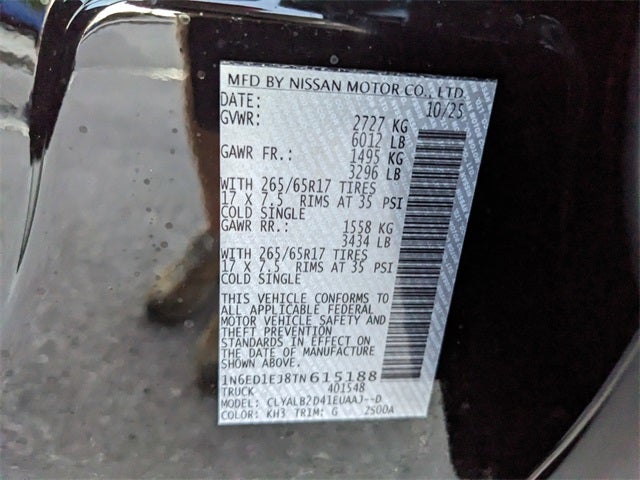 MFD BY NISSAN MOTOR CO., LTD.
DATE: 10/25
GVWR: 2727 KG
6012 LB
GAWR FR.: 1495 KG
3296 LB
WITH 265/65R17 TIRES
17 X 7.5 RIMS AT 35 PSI
COLD SINGLE
GAWR RR.: 1558 KG
3434 LB
WITH 265/65R17 TIRES
17 X 7.5 RIMS AT 35 PSI
COLD SINGLE
THIS VEHICLE CONFORMS TO
ALL APPLICABLE FEDERAL
MOTOR VEHICLE SAFETY AND
THEFT PREVENTION
STANDARDS IN EFFECT ON
THE DATE OF MANUFACTURE
SHOWN ABOVE.
1N6ED1EJ8TN615188
TRUCK 401548
MODEL: CLYALB2D41EUAAJ--D
COLOR: KH3 TRIM: G 2500A